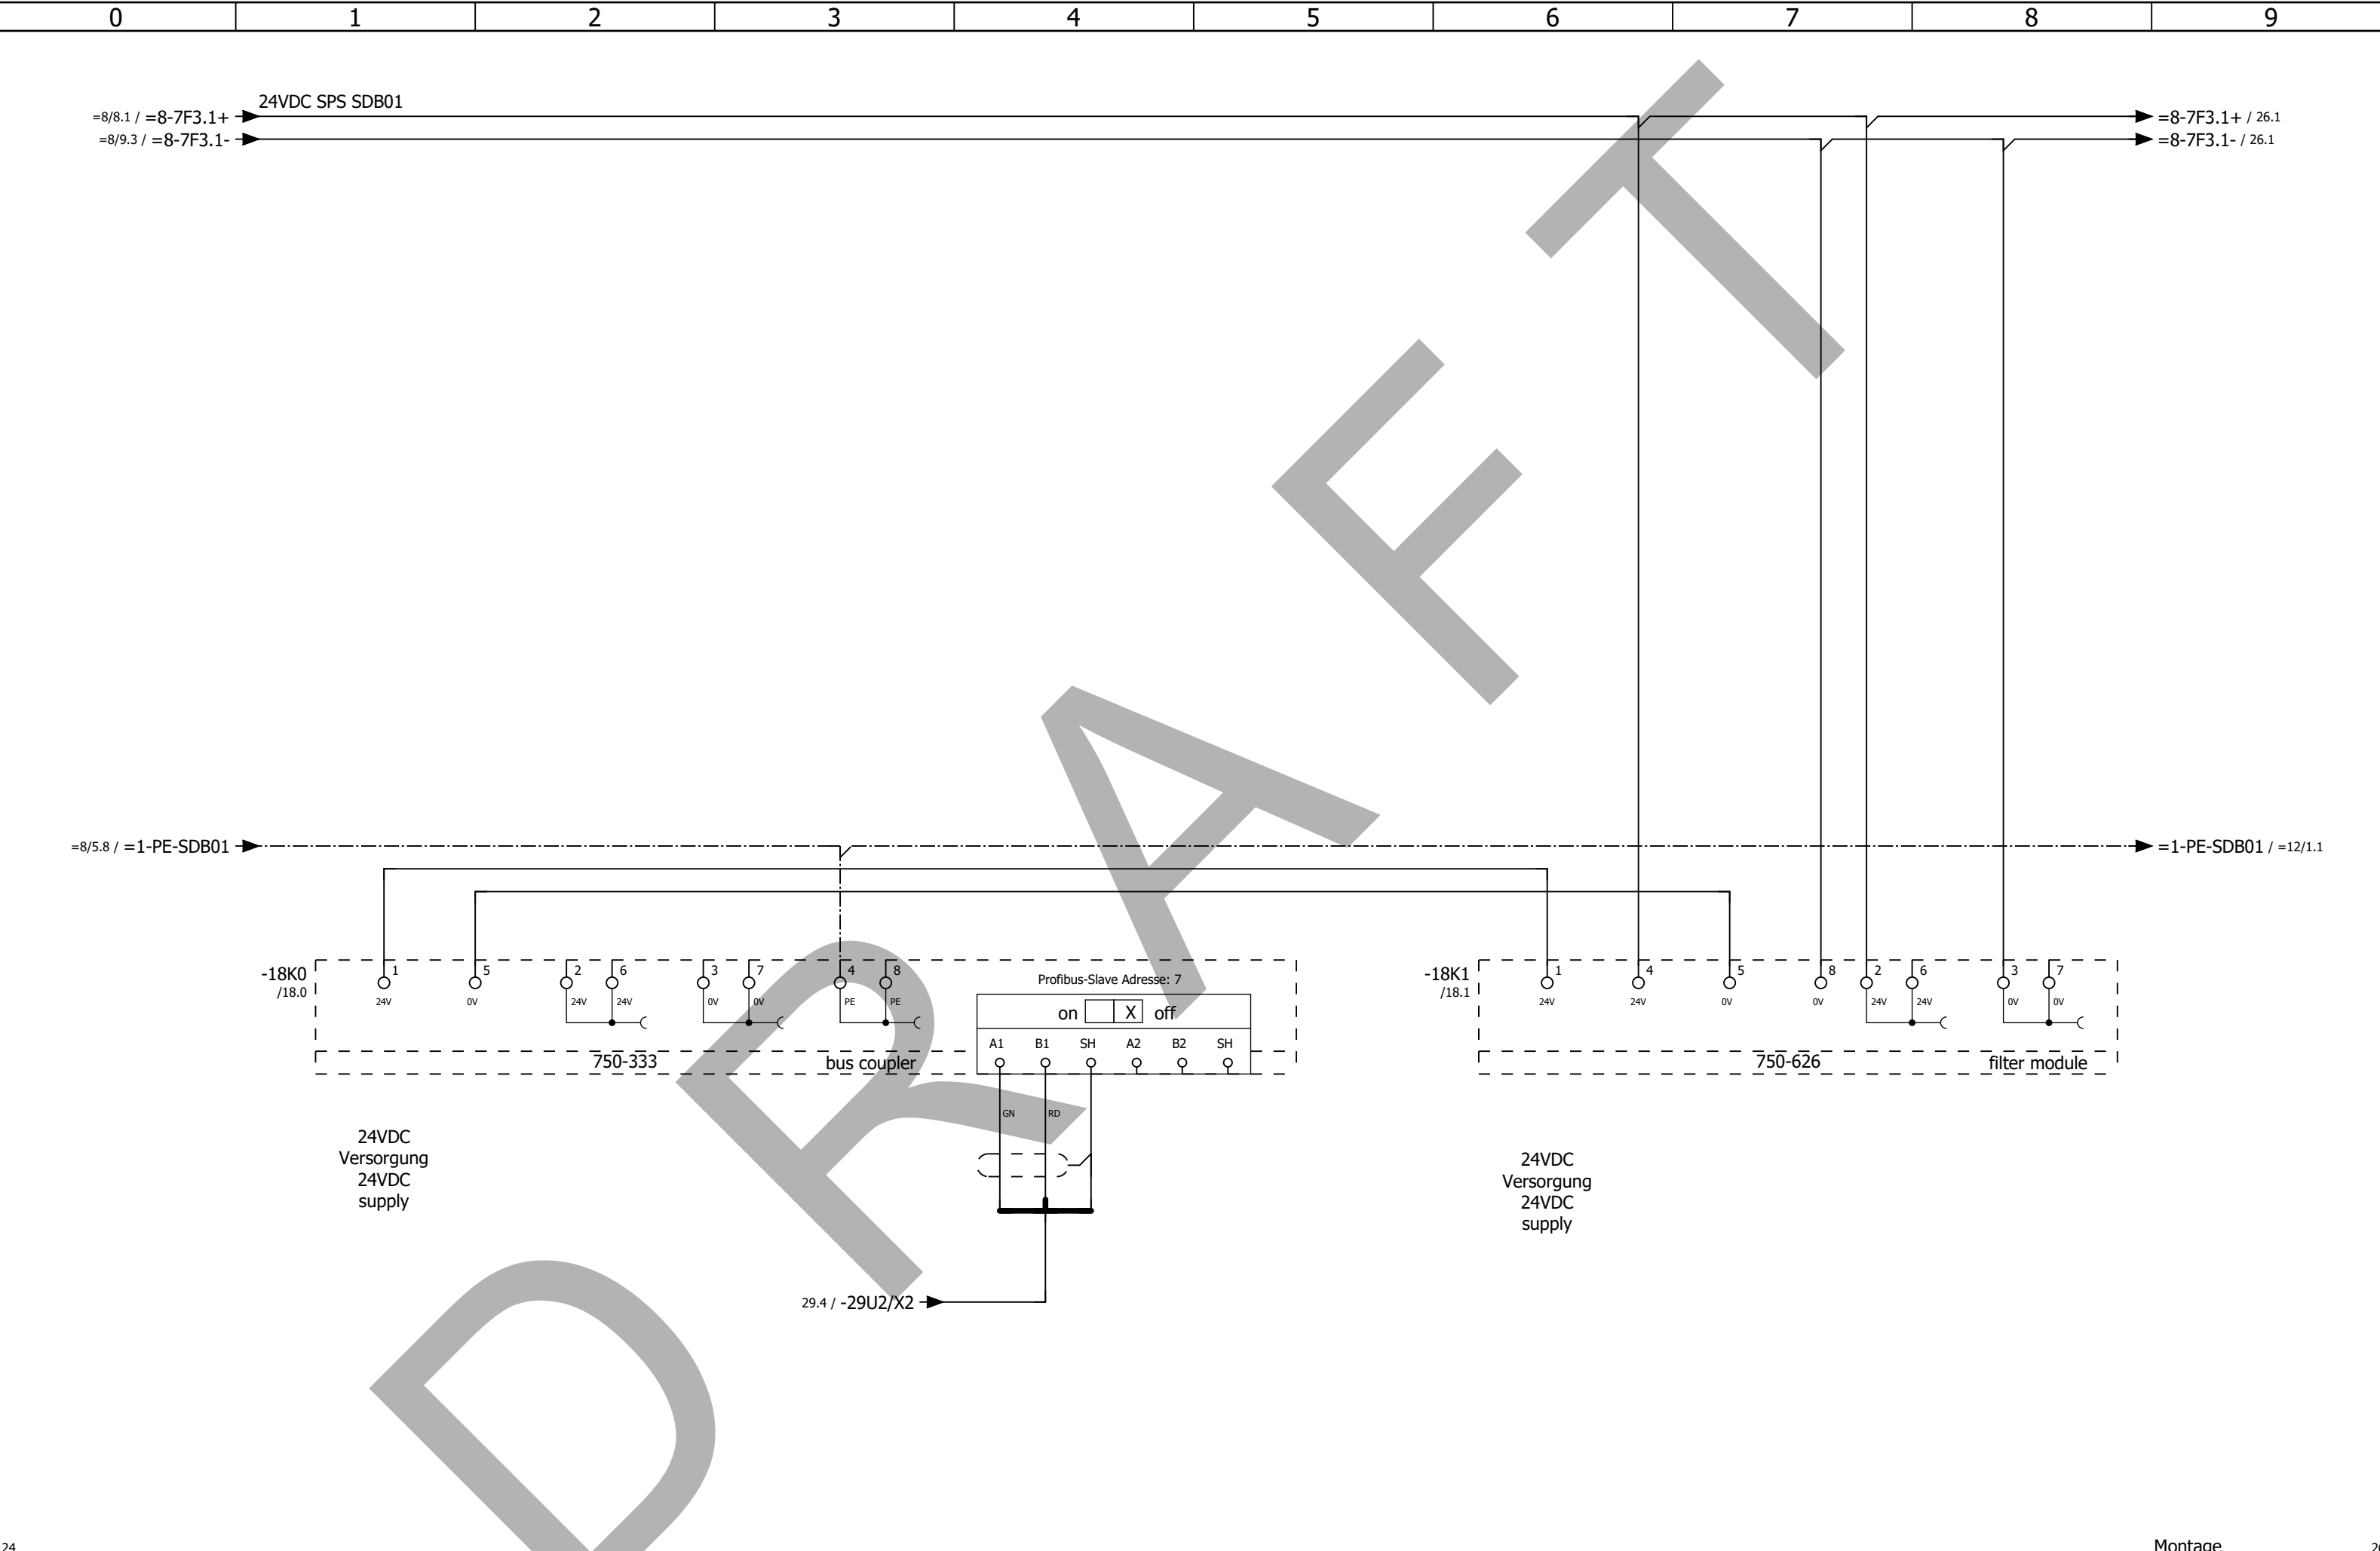 0 1 2 3 4 5 6 7 8 9
24VDC SPS SDB01
=8/8.1 / =8-7F3.1+ =8-7F3.1+ / 26.1
=8/9.3 / =8-7F3.1- =8-7F3.1- / 26.1
=8/5.8 / =1-PE-SDB01 =1-PE-SDB01 / =12/1.1
-18K0
/18.0
1 5 2 6 3 7 4 8
24V 0V 24V 24V 0V 0V PE PE
750-333 bus coupler
Profibus-Slave Adresse: 7
on X off
A1 B1 SH A2 B2 SH
GN RD
-18K1
/18.1
1 4 5 8 2 6 3 7
24V 24V 0V 0V 24V 24V 0V 0V
750-626 filter module
24VDC
Versorgung
24VDC
supply
24VDC
Versorgung
24VDC
supply
29.4 / -29U2/X2
DRAFT
24
Montage